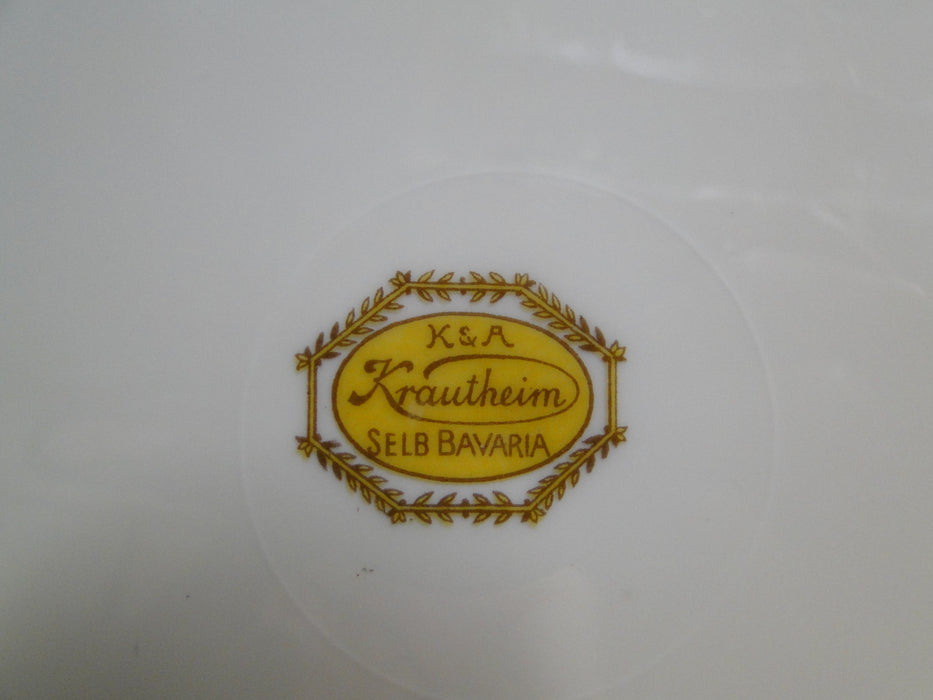 K & A
Krautheim
SELB BAVARIA